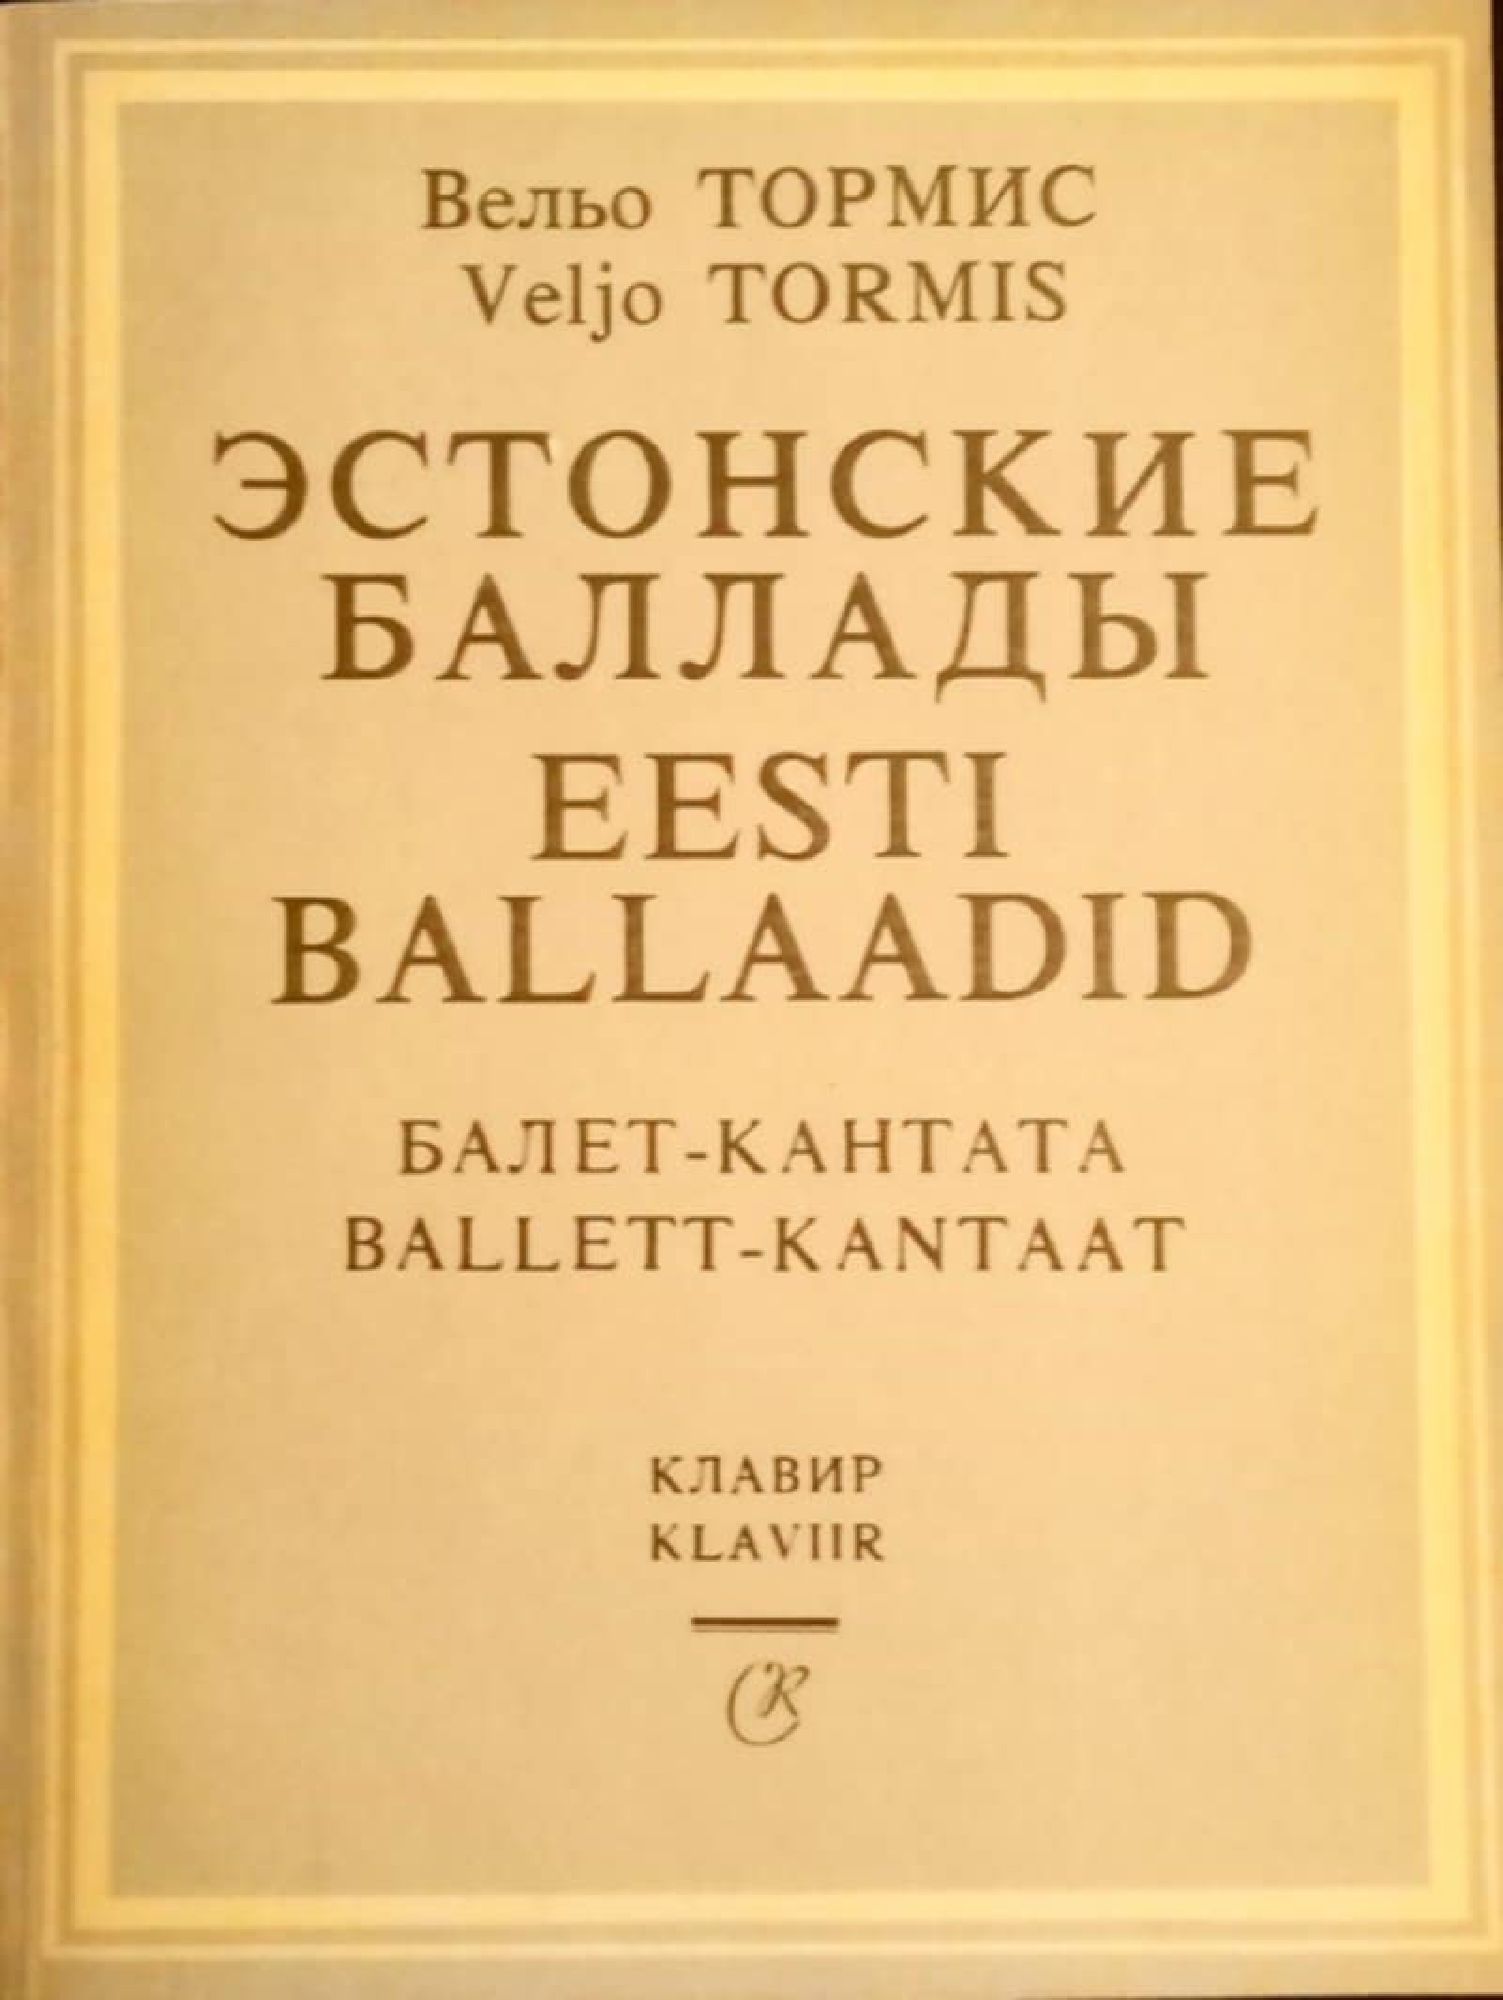 Вельо ТОРМИС
Veljo TORMIS
ЭСТОНСКИЕ
БАЛЛАДЫ
EESTI
BALLAADID
БАЛЕТ-КАНТАТА
BALLETT-KANTAAT
КЛАВИР
KLAVIIR